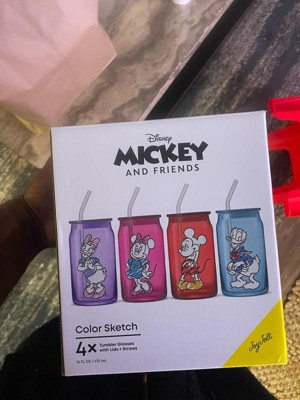 Disney
MICKEY
AND FRIENDS
Color Sketch
4x Tumbler Glasses
with Lids + Straws
16 FL OZ / 473 mL
JoyJolt